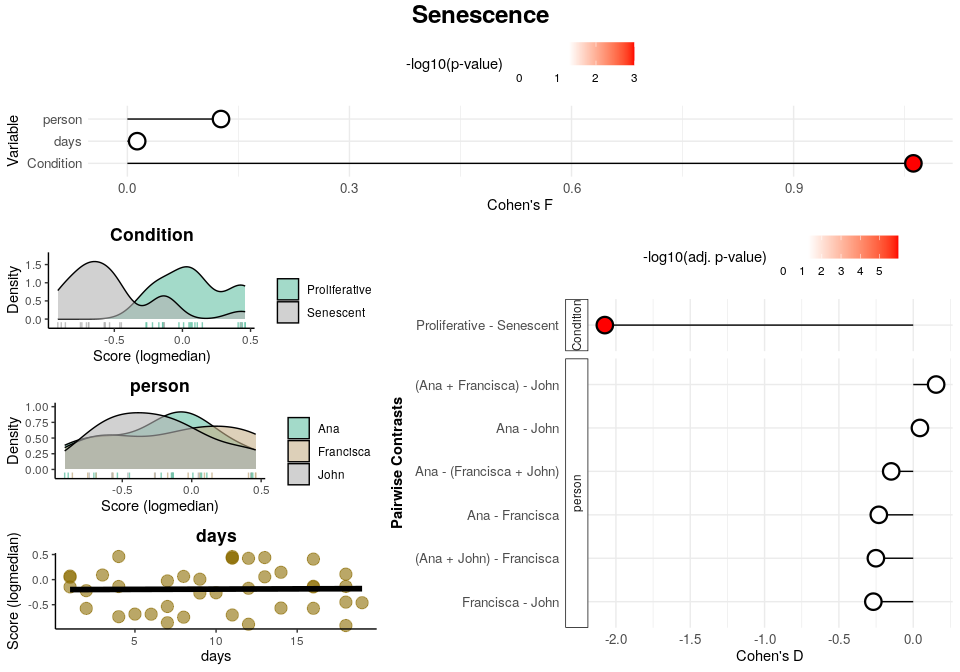 Senescence
-log10(p-value)
0 1 2 3
Variable
person
days
Condition
0.0 0.3 0.6 0.9
Cohen's F
Condition
Density
1.5
1.0
0.5
0.0
-0.5 0.0 0.5
Score (logmedian)
Proliferative
Senescent
person
Density
1.00
0.75
0.50
0.25
0.00
-0.5 0.0 0.5
Score (logmedian)
Ana
Francisca
John
days
Score (logmedian)
0.5
0.0
-0.5
5 10 15
days
-log10(adj. p-value)
0 1 2 3 4 5
Pairwise Contrasts
Proliferative - Senescent
Condition
(Ana + Francisca) - John
Ana - John
Ana - (Francisca + John)
Ana - Francisca
(Ana + John) - Francisca
Francisca - John
person
-2.0 -1.5 -1.0 -0.5 0.0
Cohen's D